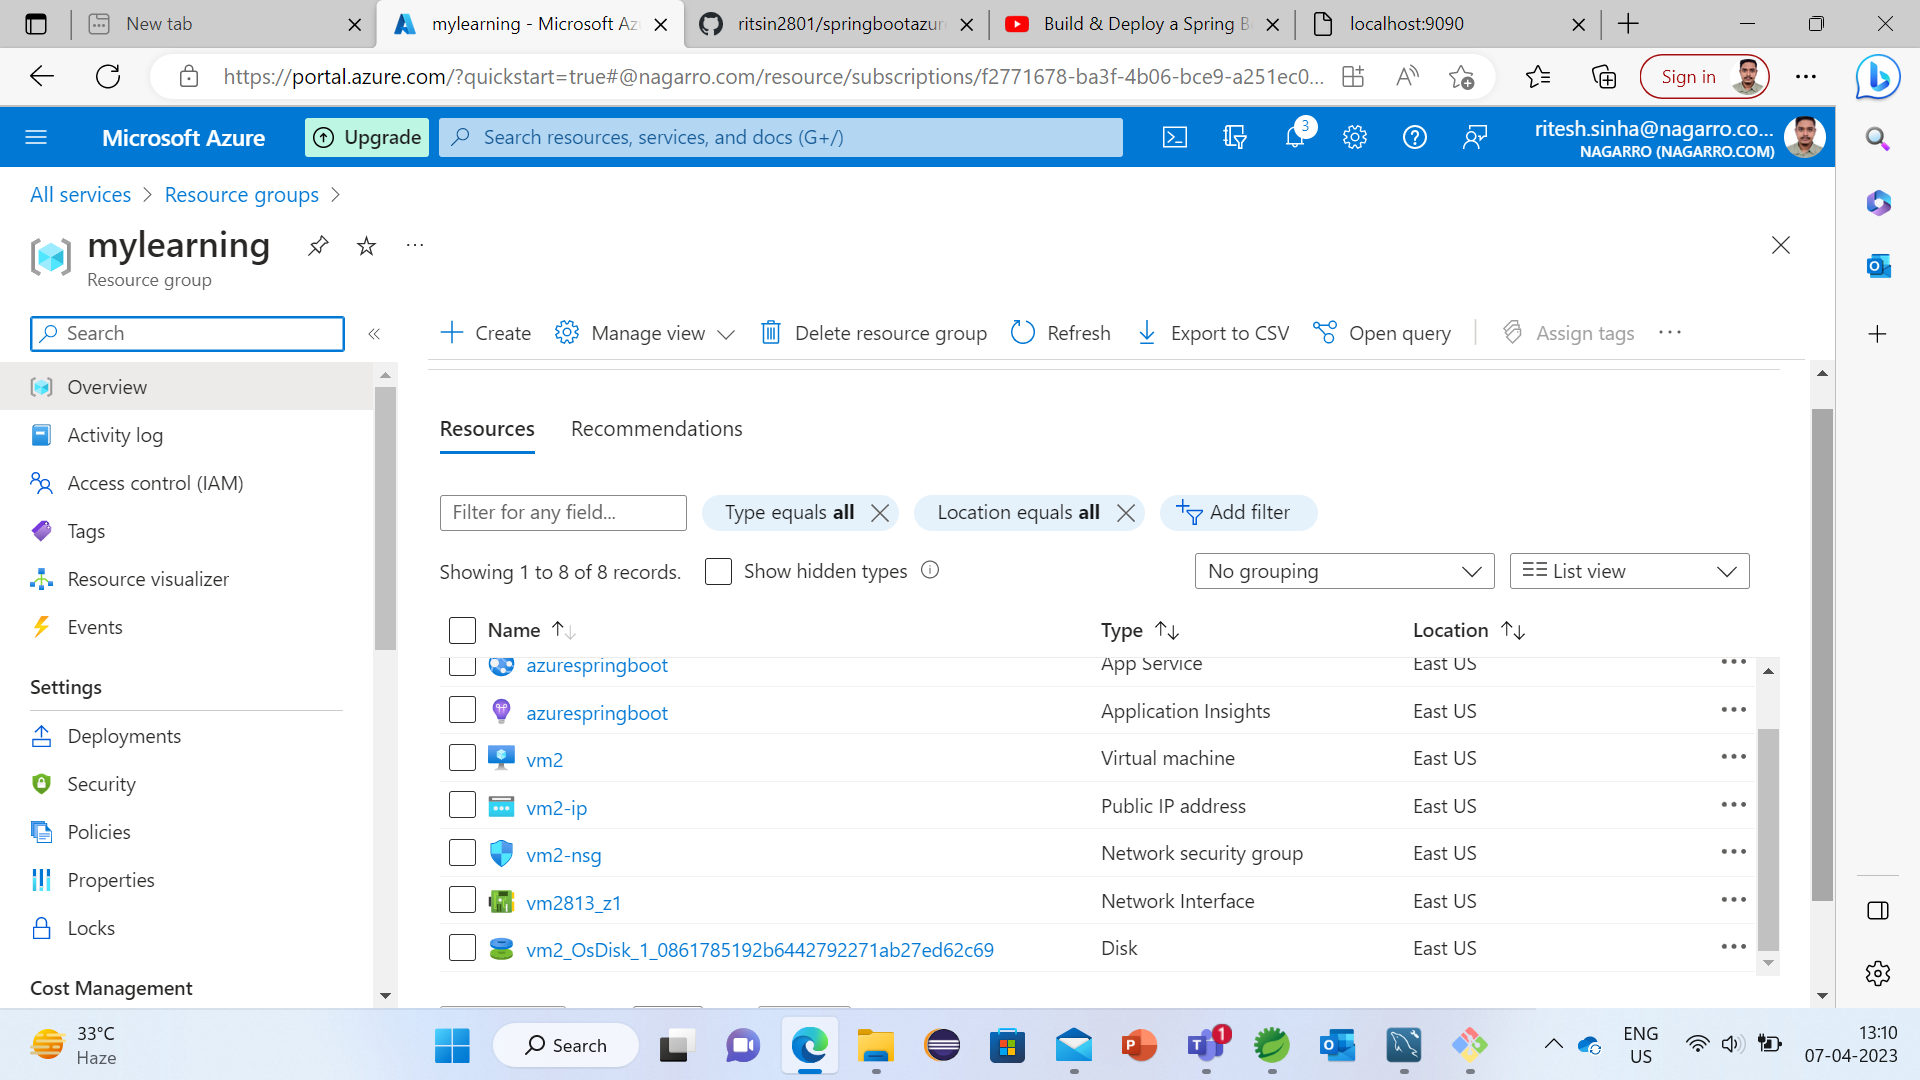 New tab
mylearning - Microsoft Az
ritsin2801/springbootazur
Build & Deploy a Spring B
localhost:9090
https://portal.azure.com/?quickstart=true#@nagarro.com/resource/subscriptions/f2771678-ba3f-4b06-bce9-a251ec0...
Sign in
Microsoft Azure
Upgrade
Search resources, services, and docs (G+/)
3
ritesh.sinha@nagarro.co...
NAGARRO (NAGARRO.COM)
All services > Resource groups >
mylearning
Resource group
Search
Create
Manage view
Delete resource group
Refresh
Export to CSV
Open query
Assign tags
Overview
Activity log
Access control (IAM)
Tags
Resource visualizer
Events
Settings
Deployments
Security
Policies
Properties
Locks
Cost Management
Resources
Recommendations
Filter for any field...
Type equals all
Location equals all
Add filter
Showing 1 to 8 of 8 records.
Show hidden types
No grouping
List view
Name Type Location
azurespringboot App Service East US
azurespringboot Application Insights East US
vm2 Virtual machine East US
vm2-ip Public IP address East US
vm2-nsg Network security group East US
vm2813_z1 Network Interface East US
vm2_OsDisk_1_0861785192b6442792271ab27ed62c69 Disk East US
33°C
Haze
Search
1
ENG
US
13:10
07-04-2023